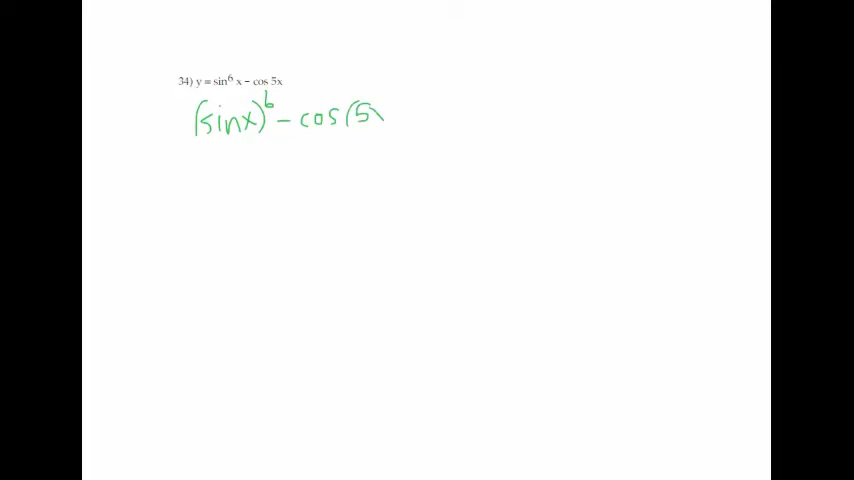 34) y = sin⁶ x − cos 5x
(sinx)⁶ − cos(5